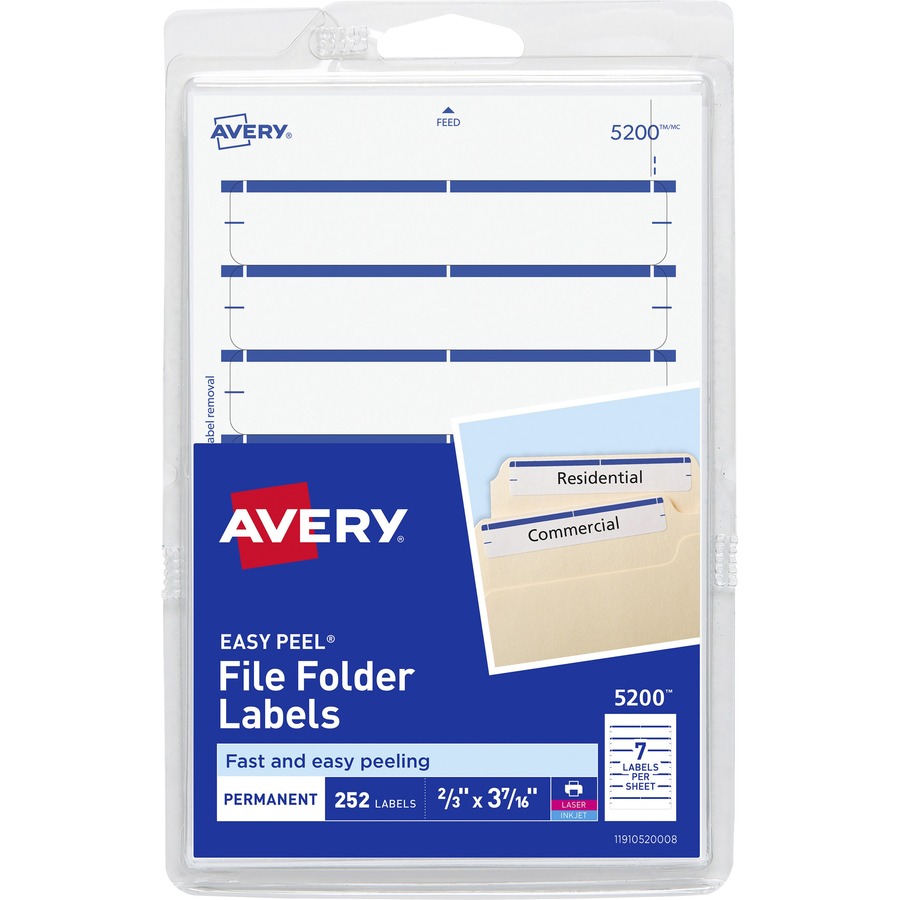 AVERY®
FEED
5200™/MC
abel removal
Residential
Commercial
AVERY®
EASY PEEL®
File Folder
Labels
5200™
7
LABELS
PER
SHEET
Fast and easy peeling
PERMANENT
252 LABELS
2/3" x 3 7/16"
LASER
INKJET
11910520008